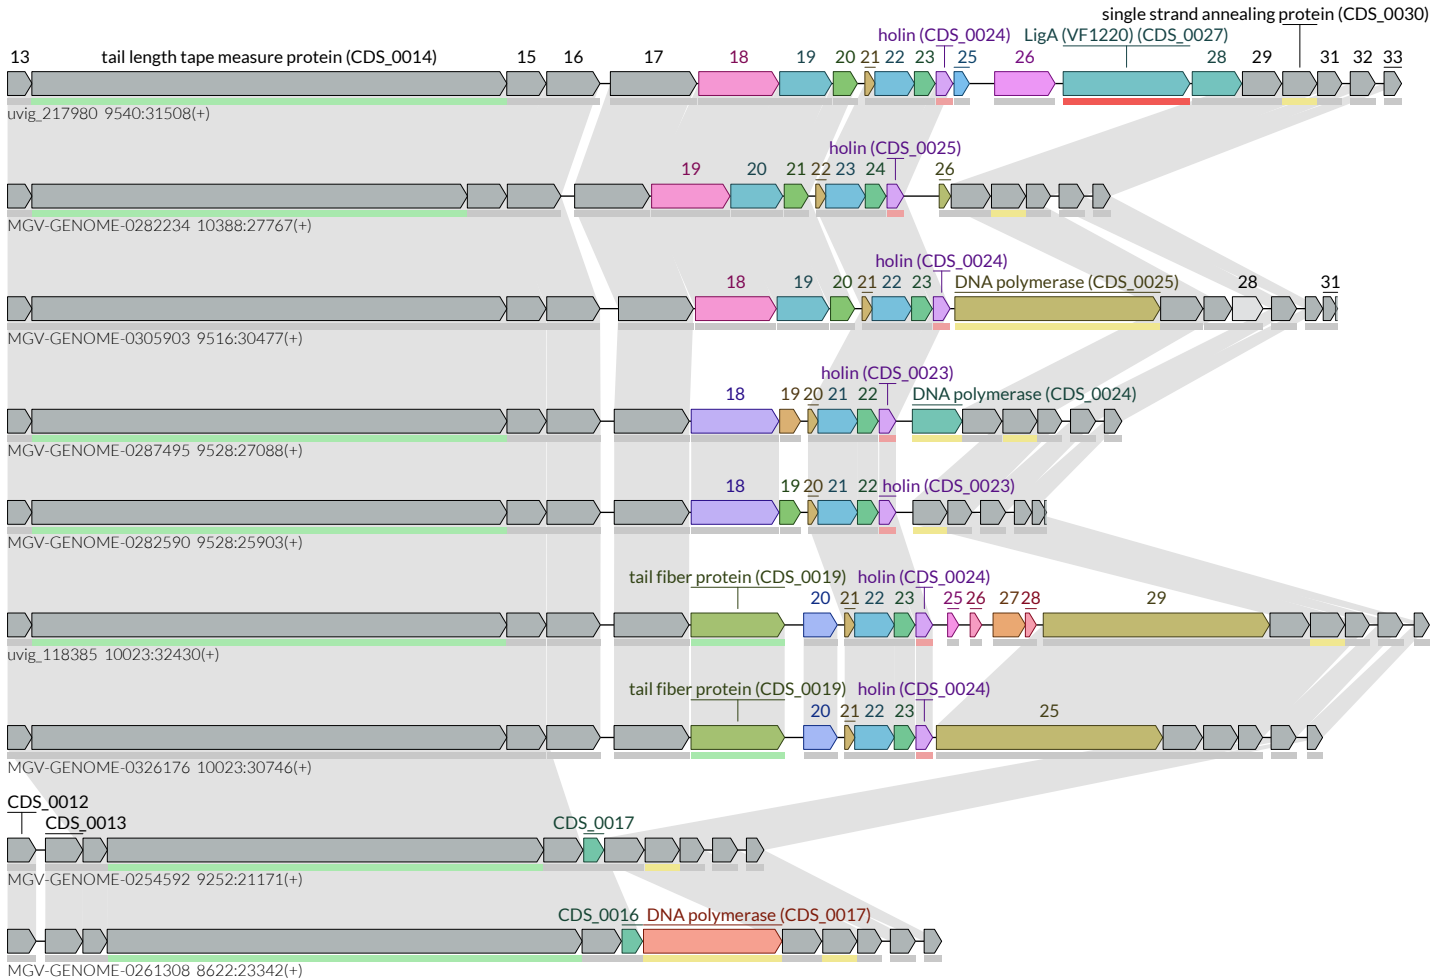 single strand annealing protein (CDS_0030)
holin (CDS_0024) LigA (VF1220) (CDS_0027)
13 tail length tape measure protein (CDS_0014) 15 16 17 18 19 20 21 22 23 25 26 28 29 31 32 33
uvig_217980 9540:31508(+)
holin (CDS_0025)
19 20 21 22 23 24 26
MGV-GENOME-0282234 10388:27767(+)
holin (CDS_0024)
18 19 20 21 22 23 DNA polymerase (CDS_0025) 28 31
MGV-GENOME-0305903 9516:30477(+)
holin (CDS_0023)
18 19 20 21 22 DNA polymerase (CDS_0024)
MGV-GENOME-0287495 9528:27088(+)
18 19 20 21 22 holin (CDS_0023)
MGV-GENOME-0282590 9528:25903(+)
tail fiber protein (CDS_0019) holin (CDS_0024)
20 21 22 23 25 26 27 28 29
uvig_118385 10023:32430(+)
tail fiber protein (CDS_0019) holin (CDS_0024)
20 21 22 23 25
MGV-GENOME-0326176 10023:30746(+)
CDS_0012
CDS_0013 CDS_0017
MGV-GENOME-0254592 9252:21171(+)
CDS_0016 DNA polymerase (CDS_0017)
MGV-GENOME-0261308 8622:23342(+)